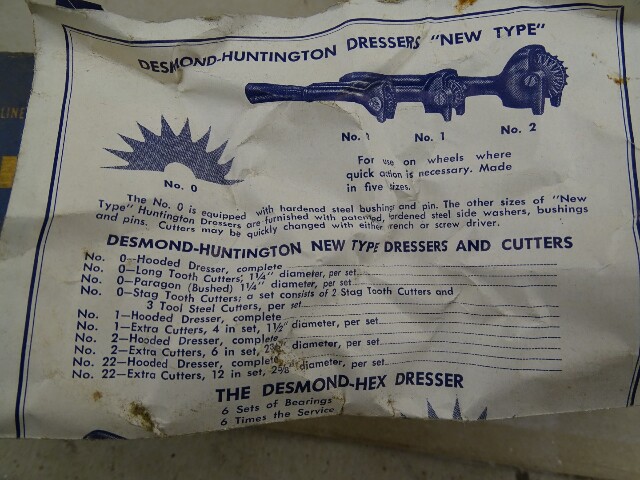 DESMOND-HUNTINGTON DRESSERS "NEW TYPE"
No. 1
No. 2
No. 0
For use on wheels where
quick action is necessary. Made
in five sizes.
The No. 0 is equipped with hardened steel bushing and pin. The other sizes of "New
Type" Huntington Dressers are furnished with patented, hardened steel side washers, bushings
and pins. Cutters may be quickly changed with either wrench or screw driver.
DESMOND-HUNTINGTON NEW TYPE DRESSERS AND CUTTERS
No. 0—Hooded Dresser, complete
No. 0—Long Tooth Cutters, 1¼" diameter, per set
No. 0—Paragon (Bushed) 1¼" diameter, per set
No. 0—Stag Tooth Cutters; a set consists of 2 Stag Tooth Cutters and
3 Tool Steel Cutters, per set
No. 1—Hooded Dresser, complete
No. 1—Extra Cutters, 4 in set, 1½" diameter, per set
No. 2—Hooded Dresser, complete
No. 2—Extra Cutters, 6 in set, diameter, per set
No. 22—Hooded Dresser, complete
No. 22—Extra Cutters, 12 in set, diameter, per set
THE DESMOND-HEX DRESSER
6 Sets of Bearings
6 Times the Service
LINE